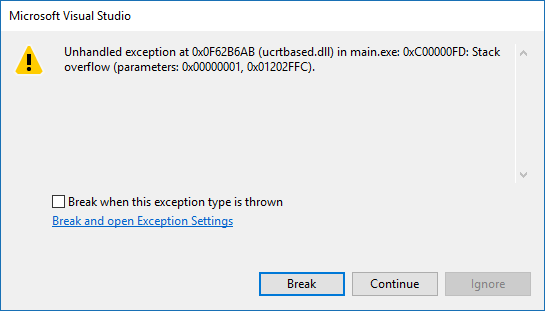 Microsoft Visual Studio
Unhandled exception at 0x0F62B6AB (ucrtbased.dll) in main.exe: 0xC00000FD: Stack
overflow (parameters: 0x00000001, 0x01202FFC).
Break when this exception type is thrown
Break and open Exception Settings
Break Continue Ignore